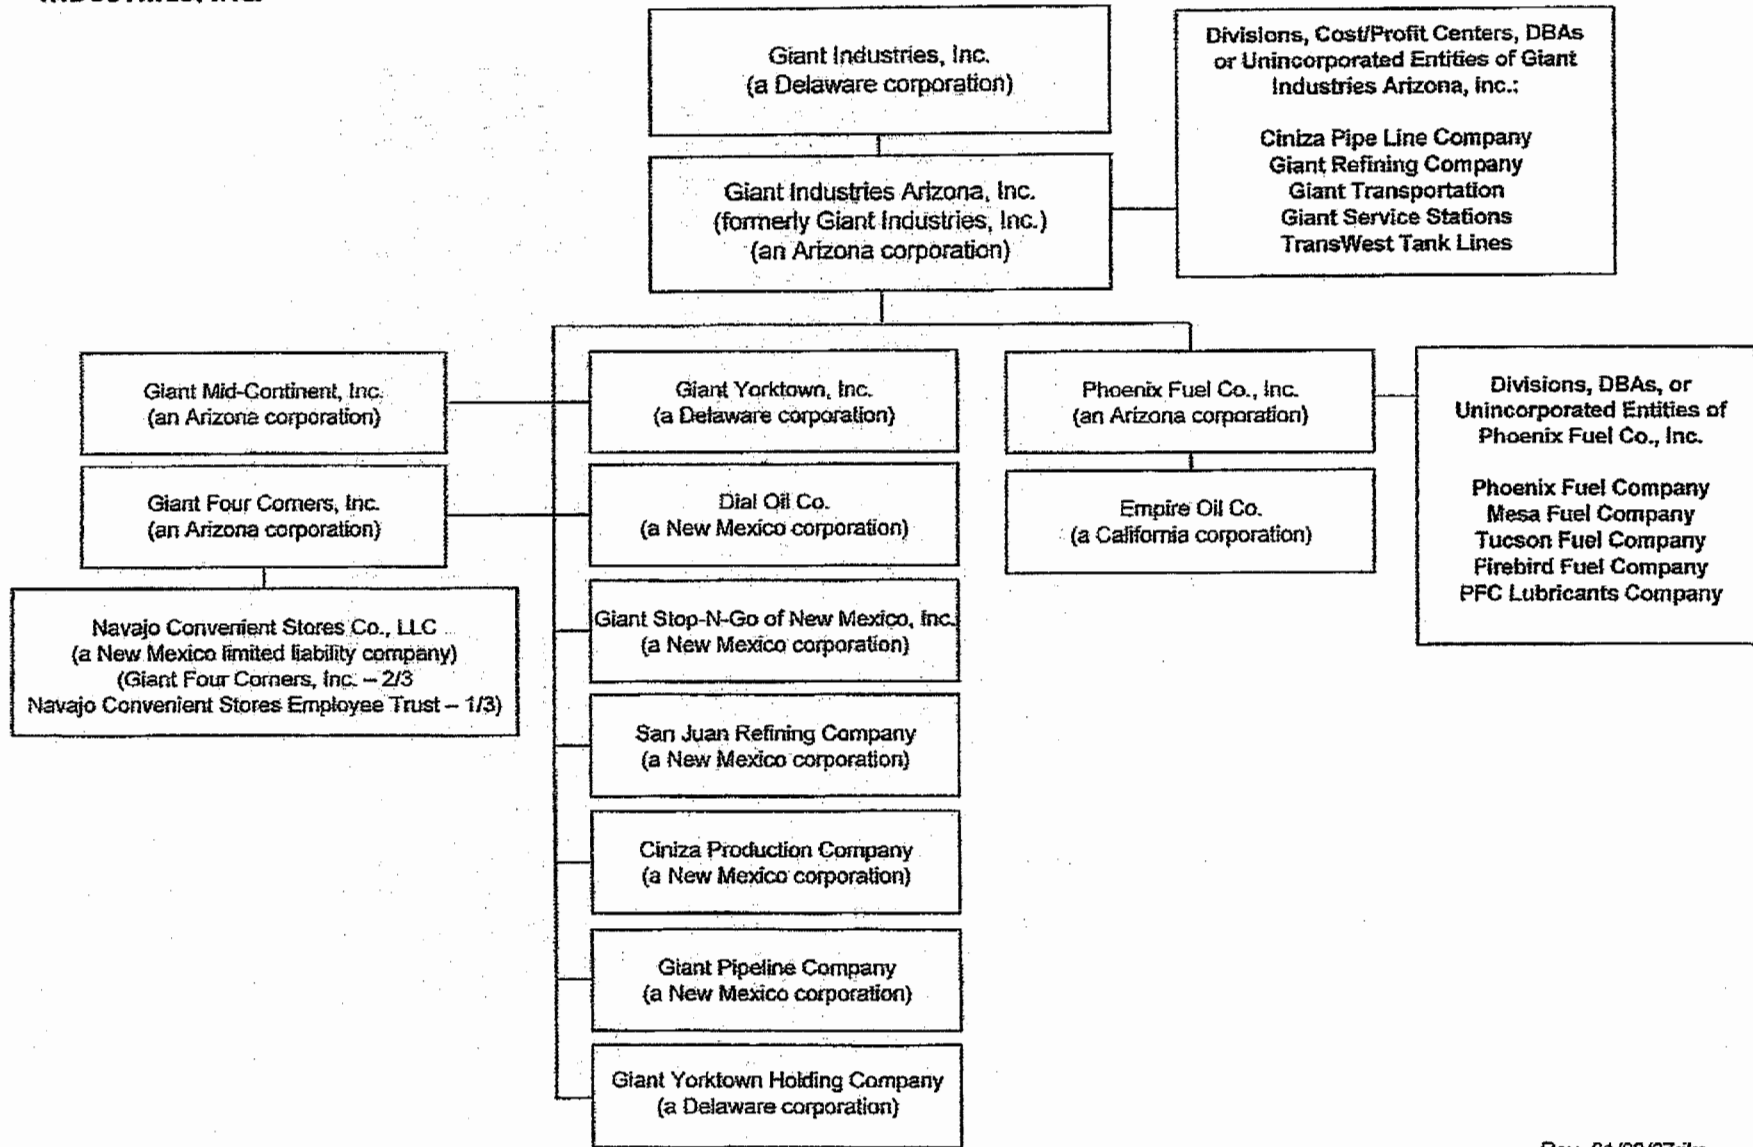 Giant Industries, Inc.
(a Delaware corporation)
Divisions, Cost/Profit Centers, DBAs
or Unincorporated Entities of Giant
Industries Arizona, Inc.:
Ciniza Pipe Line Company
Giant Refining Company
Giant Transportation
Giant Service Stations
TransWest Tank Lines
Giant Industries Arizona, Inc.
(formerly Giant Industries, Inc.)
(an Arizona corporation)
Giant Mid-Continent, Inc.
(an Arizona corporation)
Giant Yorktown, Inc.
(a Delaware corporation)
Phoenix Fuel Co., Inc.
(an Arizona corporation)
Divisions, DBAs, or
Unincorporated Entities of
Phoenix Fuel Co., Inc.
Phoenix Fuel Company
Mesa Fuel Company
Tucson Fuel Company
Firebird Fuel Company
PFC Lubricants Company
Giant Four Corners, Inc.
(an Arizona corporation)
Dial Oil Co.
(a New Mexico corporation)
Empire Oil Co.
(a California corporation)
Navajo Convenient Stores Co., LLC
(a New Mexico limited liability company)
(Giant Four Corners, Inc. – 2/3
Navajo Convenient Stores Employee Trust – 1/3)
Giant Stop-N-Go of New Mexico, Inc.
(a New Mexico corporation)
San Juan Refining Company
(a New Mexico corporation)
Ciniza Production Company
(a New Mexico corporation)
Giant Pipeline Company
(a New Mexico corporation)
Giant Yorktown Holding Company
(a Delaware corporation)